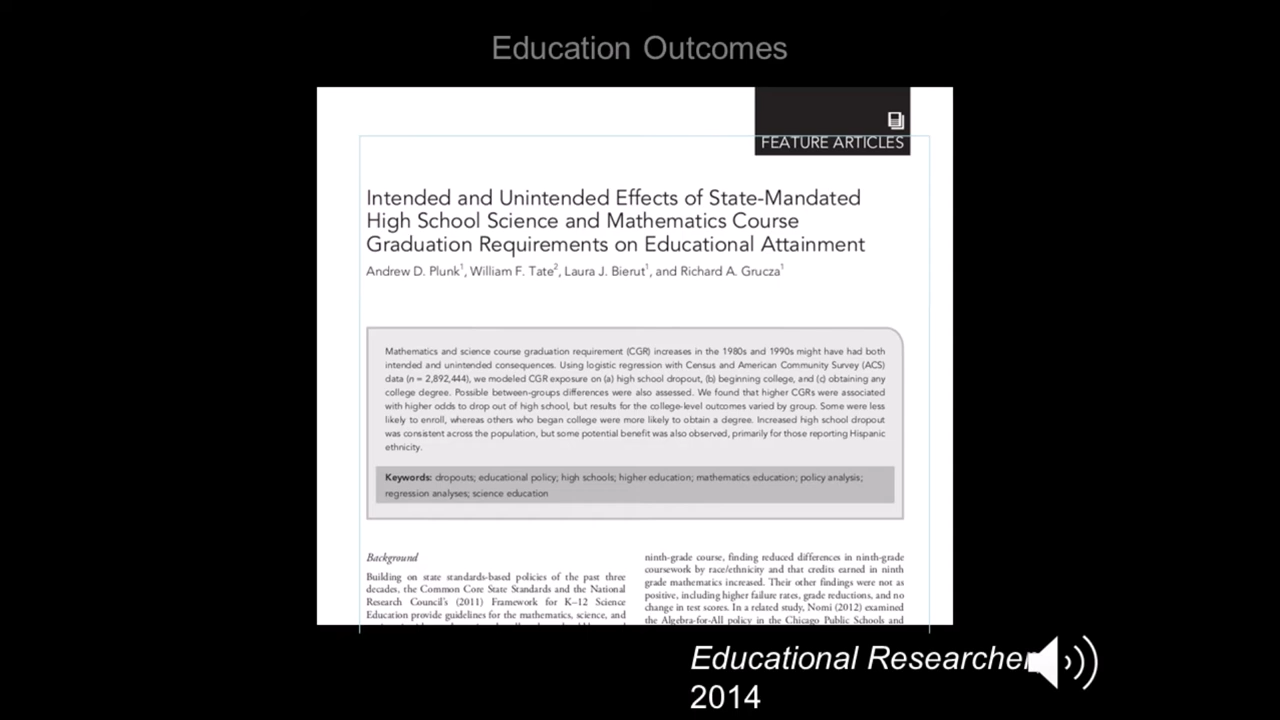 Education Outcomes
FEATURE ARTICLES
Intended and Unintended Effects of State-Mandated
High School Science and Mathematics Course
Graduation Requirements on Educational Attainment
Andrew D. Plunk1, William F. Tate2, Laura J. Bierut1, and Richard A. Grucza1
Mathematics and science course graduation requirement (CGR) increases in the 1980s and 1990s might have had both
intended and unintended consequences. Using logistic regression with Census and American Community Survey (ACS)
data (n = 2,892,444), we modeled CGR exposure on (a) high school dropout, (b) beginning college, and (c) obtaining any
college degree. Possible between-groups differences were also assessed. We found that higher CGRs were associated
with higher odds to drop out of high school, but results for the college-level outcomes varied by group. Some were less
likely to enroll, whereas others who began college were more likely to obtain a degree. Increased high school dropout
was consistent across the population, but some potential benefit was also observed, primarily for those reporting Hispanic
ethnicity.
Keywords: dropouts; educational policy; high schools; higher education; mathematics education; policy analysis;
regression analyses; science education
Background
Building on state standards-based policies of the past three
decades, the Common Core State Standards and the National
Research Council's (2011) Framework for K–12 Science
Education provide guidelines for the mathematics, science, and
ninth-grade course, finding reduced differences in ninth-grade
coursework by race/ethnicity and that credits earned in ninth
grade mathematics increased. Their other findings were not as
positive, including higher failure rates, grade reductions, and no
change in test scores. In a related study, Nomi (2012) examined
the Algebra-for-All policy in the Chicago Public Schools and
Educational Researcher
2014